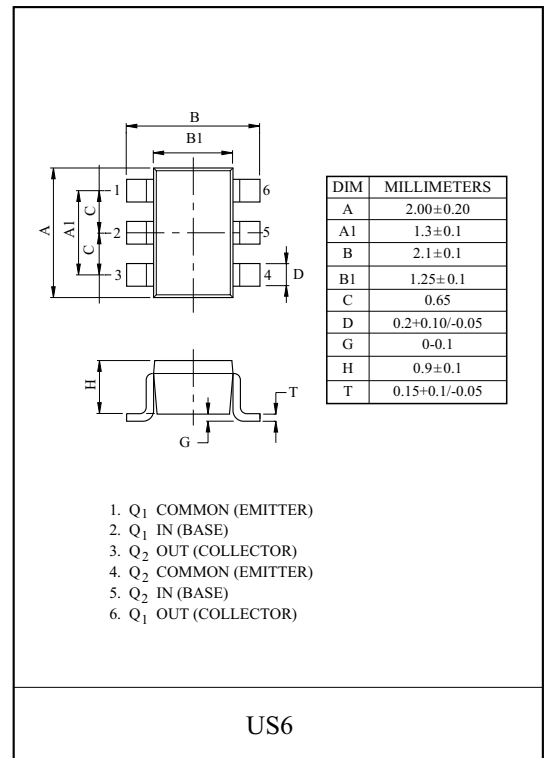 B
B1
A
A1
C
C
1
2
3
6
5
4
D
H
G
T
DIM MILLIMETERS
A 2.00±0.20
A1 1.3±0.1
B 2.1±0.1
B1 1.25±0.1
C 0.65
D 0.2+0.10/-0.05
G 0-0.1
H 0.9±0.1
T 0.15+0.1/-0.05
1. Q1 COMMON (EMITTER)
2. Q1 IN (BASE)
3. Q2 OUT (COLLECTOR)
4. Q2 COMMON (EMITTER)
5. Q2 IN (BASE)
6. Q1 OUT (COLLECTOR)
US6